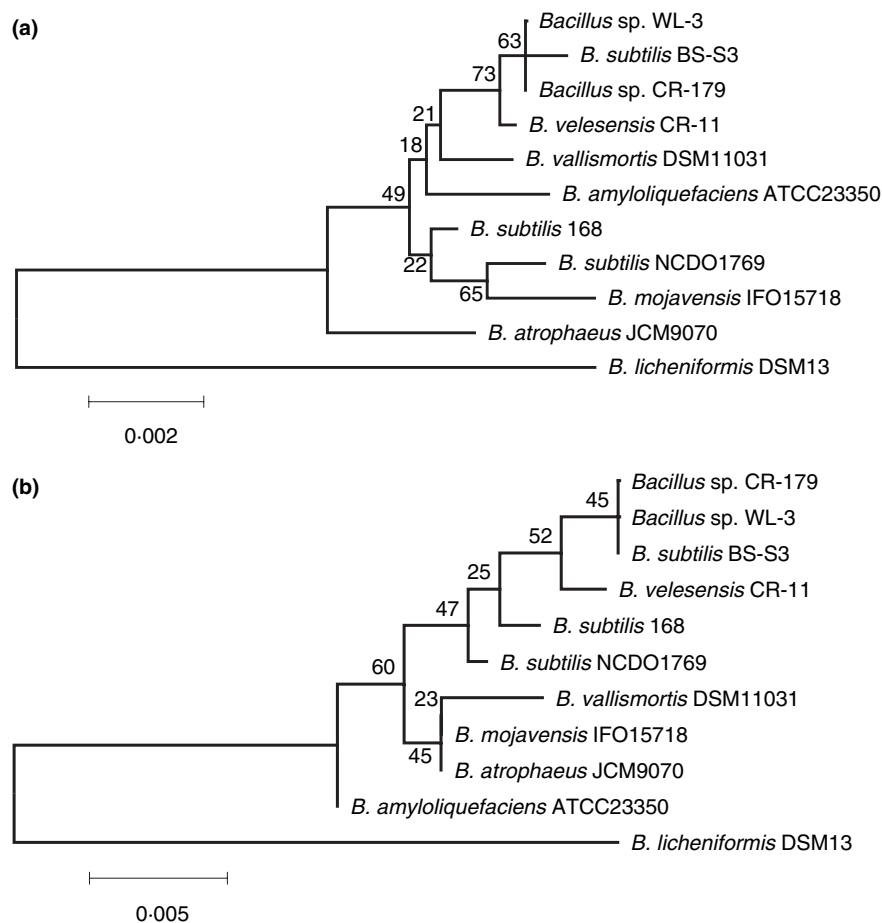 (a)
Bacillus sp. WL-3
63
B. subtilis BS-S3
73
Bacillus sp. CR-179
21
B. velesensis CR-11
18
B. vallismortis DSM11031
49
B. amyloliquefaciens ATCC23350
B. subtilis 168
22
B. subtilis NCDO1769
65
B. mojavensis IFO15718
B. atrophaeus JCM9070
B. licheniformis DSM13
0·002
(b)
Bacillus sp. CR-179
45
Bacillus sp. WL-3
52
B. subtilis BS-S3
25
B. velesensis CR-11
47
B. subtilis 168
60
B. subtilis NCDO1769
23
B. vallismortis DSM11031
B. mojavensis IFO15718
45
B. atrophaeus JCM9070
B. amyloliquefaciens ATCC23350
B. licheniformis DSM13
0·005